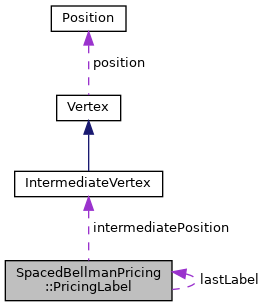 Position
position
Vertex
IntermediateVertex
intermediatePosition
SpacedBellmanPricing
::PricingLabel
lastLabel